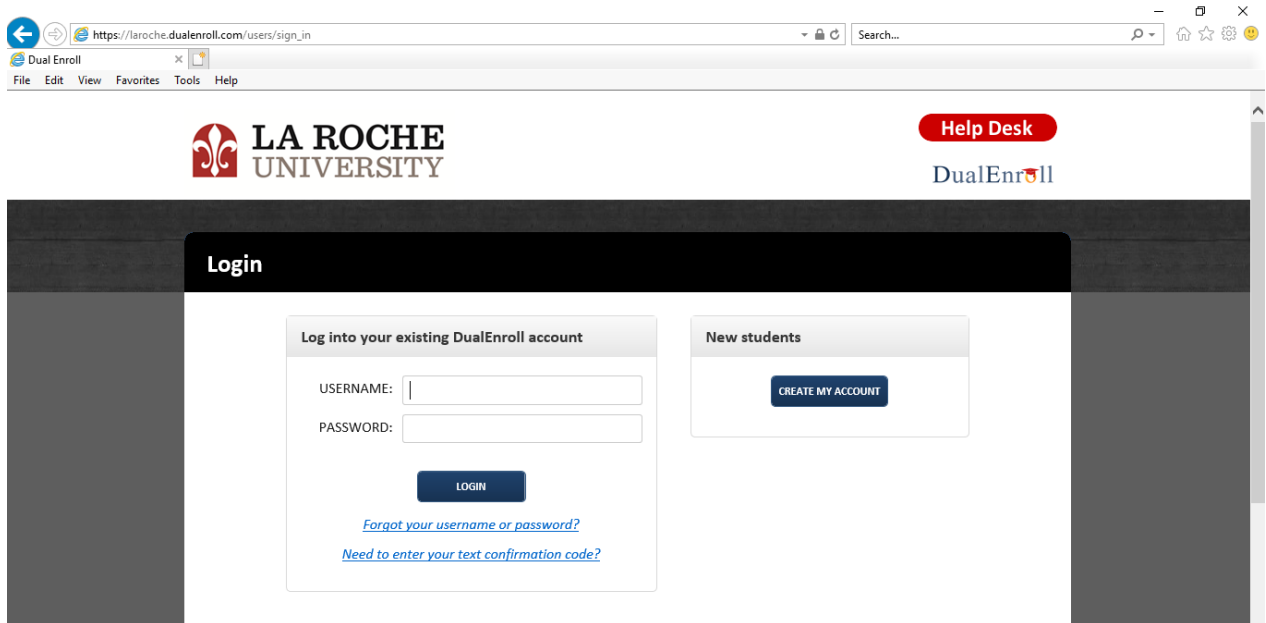 https://laroche.dualenroll.com/users/sign_in
Search...
Dual Enroll
File Edit View Favorites Tools Help
LA ROCHE
UNIVERSITY
Help Desk
DualEnroll
Login
Log into your existing DualEnroll account
New students
USERNAME:
CREATE MY ACCOUNT
PASSWORD:
LOGIN
Forgot your username or password?
Need to enter your text confirmation code?